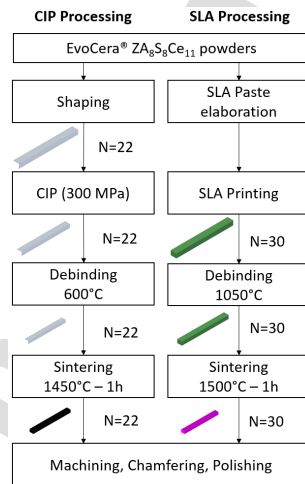 CIP Processing SLA Processing
EvoCera® ZA₈S₈Ce₁₁ powders
Shaping
SLA Paste
elaboration
N=22
CIP (300 MPa)
SLA Printing
N=22
N=30
Debinding
600°C
Debinding
1050°C
N=22
N=30
Sintering
1450°C – 1h
Sintering
1500°C – 1h
N=22
N=30
Machining, Chamfering, Polishing